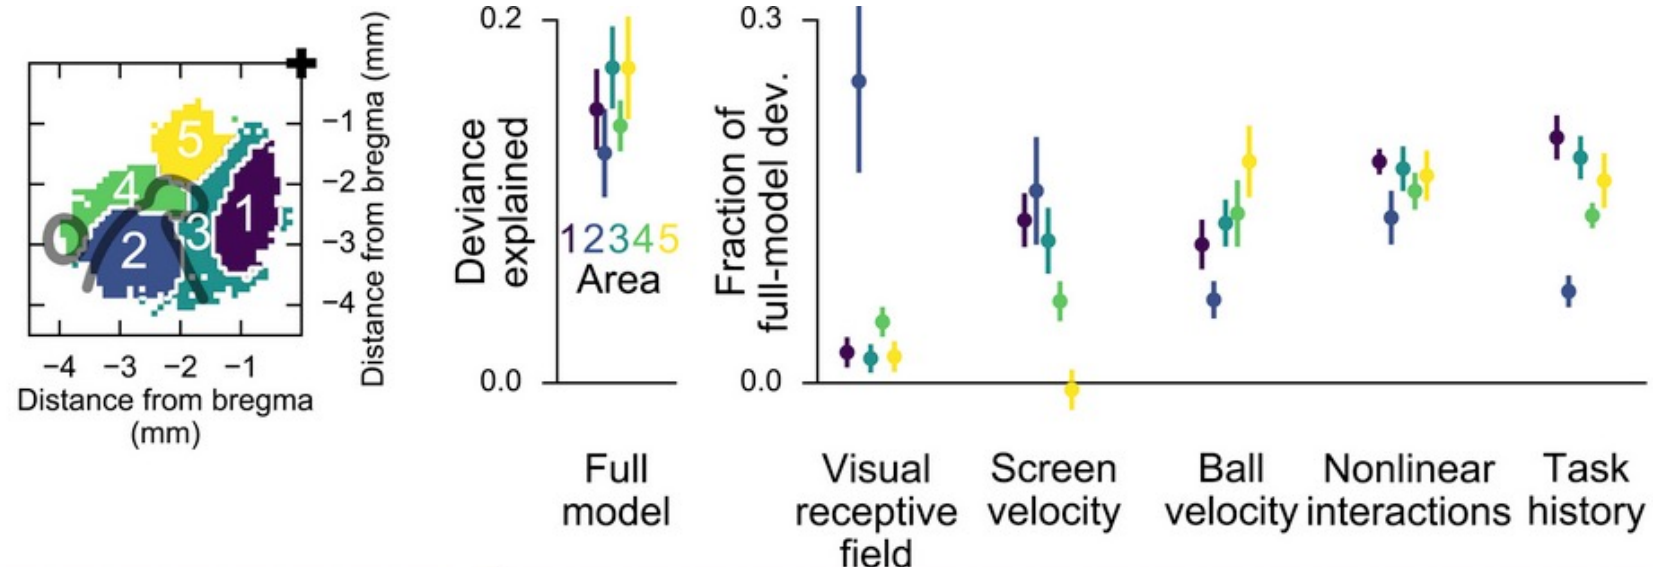 5
4
1
3
2
−1
−2
−3
−4
Distance from bregma (mm)
−4 −3 −2 −1
Distance from bregma
(mm)
0.2
0.0
Deviance
explained
12345
Area
Full
model
0.3
0.0
Fraction of
full-model dev.
Visual
receptive
field
Screen
velocity
Ball
velocity
Nonlinear
interactions
Task
history